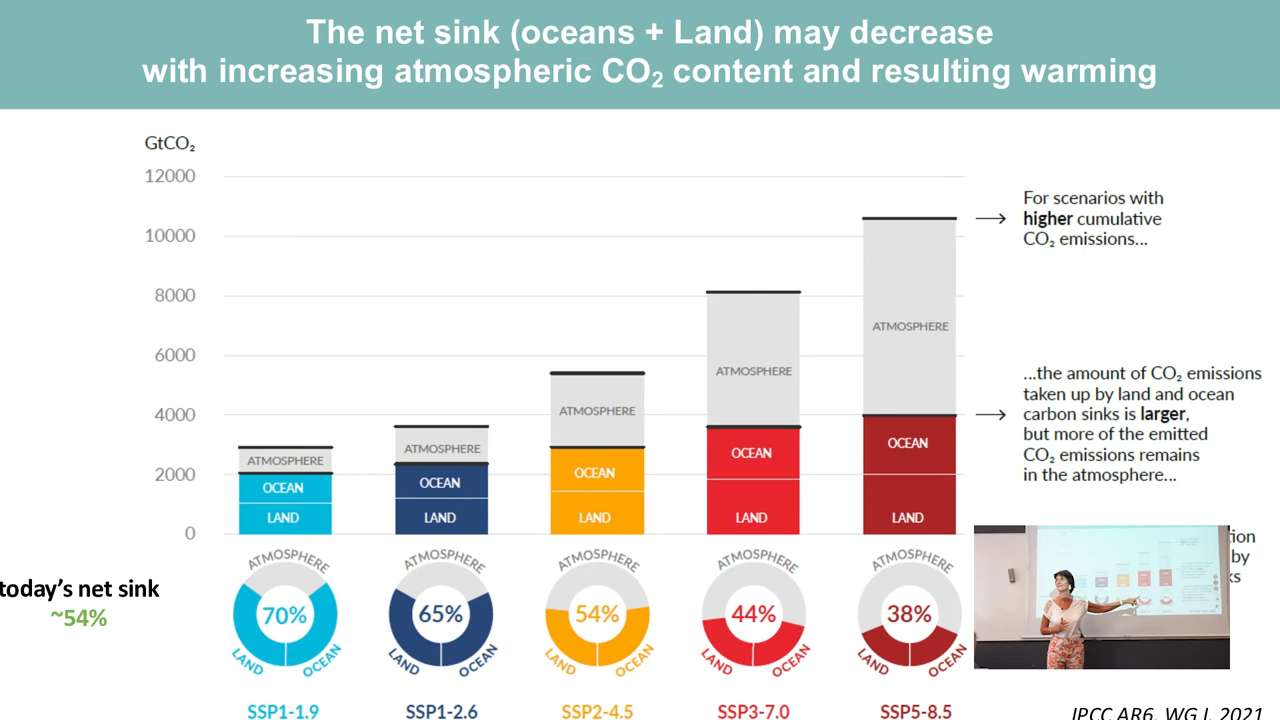 The net sink (oceans + Land) may decrease
with increasing atmospheric CO₂ content and resulting warming
GtCO₂
12000
10000
8000
6000
4000
2000
0
ATMOSPHERE
OCEAN
LAND
ATMOSPHERE
OCEAN
LAND
ATMOSPHERE
OCEAN
LAND
ATMOSPHERE
OCEAN
LAND
ATMOSPHERE
OCEAN
LAND
For scenarios with
higher cumulative
CO₂ emissions...
...the amount of CO₂ emissions
taken up by land and ocean
carbon sinks is larger,
but more of the emitted
CO₂ emissions remains
in the atmosphere...
tion
by
ks
today's net sink
~54%
ATMOSPHERE
70%
LAND
OCEAN
SSP1-1.9
ATMOSPHERE
65%
LAND
OCEAN
SSP1-2.6
ATMOSPHERE
54%
LAND
OCEAN
SSP2-4.5
ATMOSPHERE
44%
LAND
OCEAN
SSP3-7.0
ATMOSPHERE
38%
LAND
OCEAN
SSP5-8.5
IPCC AR6, WG I, 2021